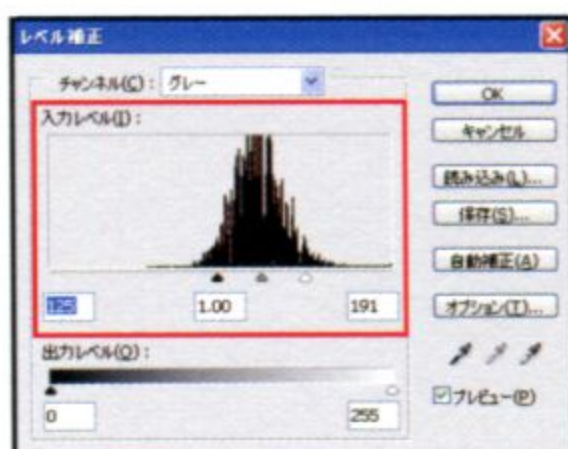 レベル補正
チャンネル(C): グレー
入力レベル(I):
125 1.00 191
出力レベル(O):
0 255
OK
キャンセル
読み込み(L)...
保存(S)...
自動補正(A)
オプション(T)...
プレビュー(P)